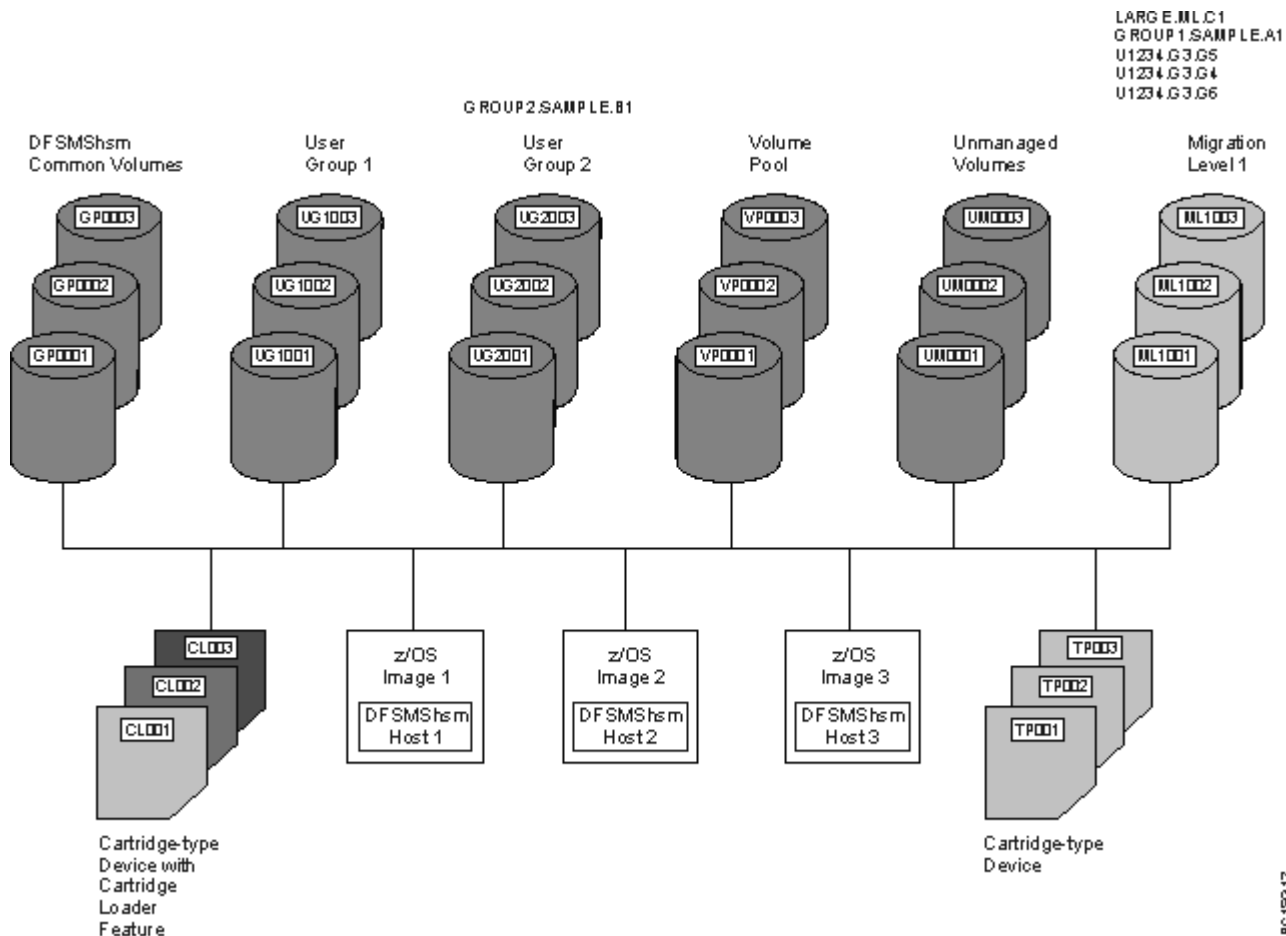 LARGE.ML.C1
GROUP1.SAMPLE.A1
U1234.G3.G5
U1234.G3.G4
U1234.G3.G6
GROUP2.SAMPLE.B1
DFSMShsm
Common Volumes
User
Group 1
User
Group 2
Volume
Pool
Unmanaged
Volumes
Migration
Level 1
GP0003
UG1003
UG2003
VP0003
UM0003
ML1003
GP0002
UG1002
UG2002
VP0002
UM0002
ML1002
GP0001
UG1001
UG2001
VP0001
UM0001
ML1001
CL003
CL002
CL001
z/OS
Image 1
DFSMShsm
Host 1
z/OS
Image 2
DFSMShsm
Host 2
z/OS
Image 3
DFSMShsm
Host 3
TP003
TP002
TP001
Cartridge-type
Device with
Cartridge
Loader
Feature
Cartridge-type
Device